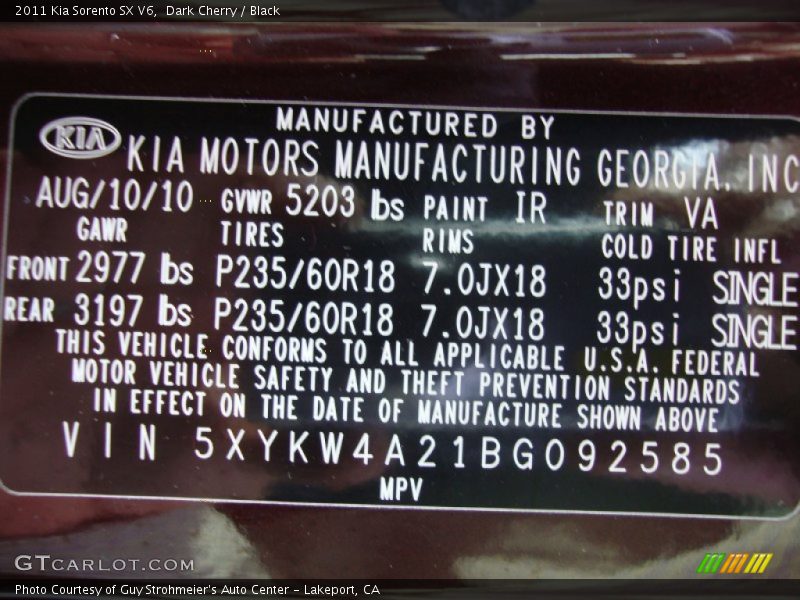 2011 Kia Sorento SX V6,  Dark Cherry / Black
MANUFACTURED BY
KIA KIA MOTORS MANUFACTURING GEORGIA, INC
AUG/10/10 GVWR 5203 lbs PAINT IR TRIM VA
GAWR TIRES RIMS COLD TIRE INFL
FRONT 2977 lbs P235/60R18 7.0JX18 33psi SINGLE
REAR 3197 lbs P235/60R18 7.0JX18 33psi SINGLE
THIS VEHICLE CONFORMS TO ALL APPLICABLE U.S.A. FEDERAL
MOTOR VEHICLE SAFETY AND THEFT PREVENTION STANDARDS
IN EFFECT ON THE DATE OF MANUFACTURE SHOWN ABOVE
VIN 5XYKW4A21BG092585
MPV
GTCARLOT.COM
Photo Courtesy of Guy Strohmeier's Auto Center - Lakeport, CA